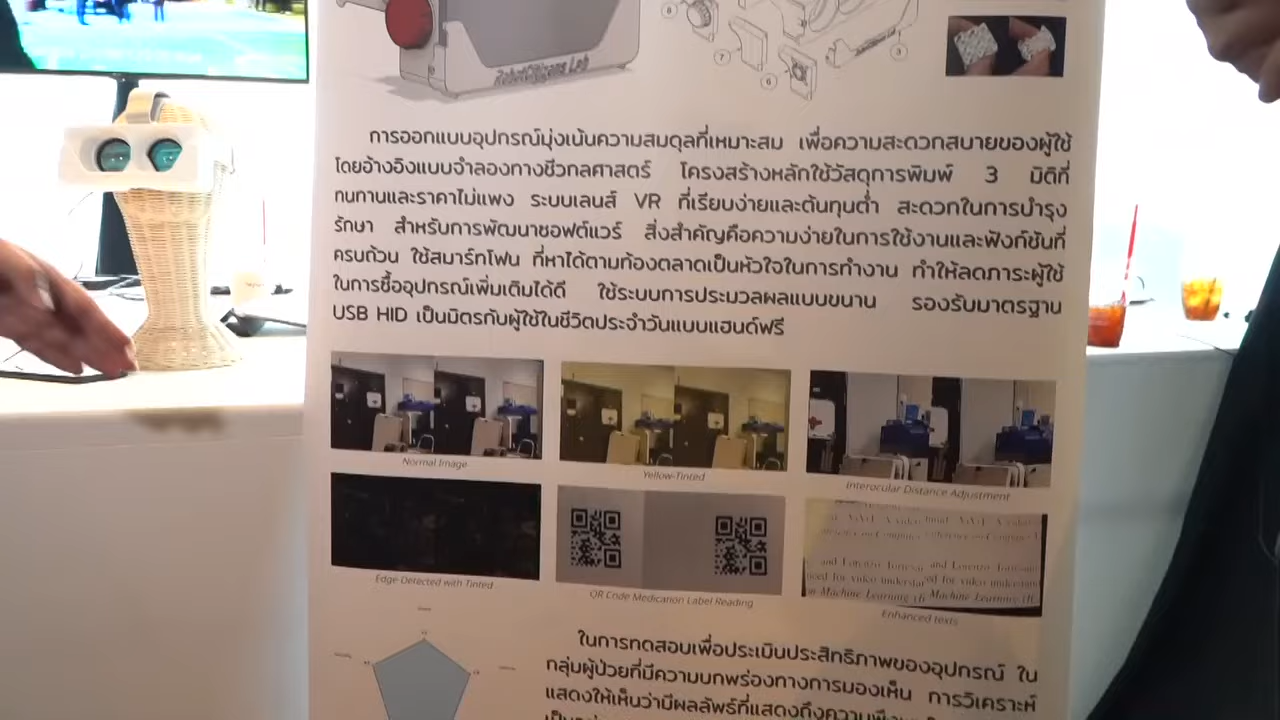 การออกแบบอุปกรณ์มุ่งเน้นความสมดุลที่เหมาะสม เพื่อความสะดวกสบายของผู้ใช้
โดยอ้างอิงแบบจำลองทางชีวกลศาสตร์ โครงสร้างหลักใช้วัสดุการพิมพ์ 3 มิติที่
ทนทานและราคาไม่แพง ระบบเลนส์ VR ที่เรียบง่ายและต้นทุนต่ำ สะดวกในการบำรุง
รักษา สำหรับการพัฒนาซอฟต์แวร์ สิ่งสำคัญคือความง่ายในการใช้งานและฟังก์ชันที่
ครบถ้วน ใช้สมาร์ทโฟน ที่หาได้ตามท้องตลาดเป็นหัวใจในการทำงาน ทำให้ลดภาระผู้ใช้
ในการซื้ออุปกรณ์เพิ่มเติมได้ดี ใช้ระบบการประมวลผลแบบขนาน รองรับมาตรฐาน
USB HID เป็นมิตรกับผู้ใช้ในชีวิตประจำวันแบบแฮนด์ฟรี
Normal Image
Yellow-Tinted
Interocular Distance Adjustment
Edge Detected with Tinted
QR Code Medication Label Reading
Enhanced texts
and Lorenzo
Machine Learning
ในการทดสอบเพื่อประเมินประสิทธิภาพของอุปกรณ์ ใน
กลุ่มผู้ป่วยที่มีความบกพร่องทางการมองเห็น การวิเคราะห์
แสดงให้เห็นว่ามีผลลัพธ์ที่แสดงถึงความ